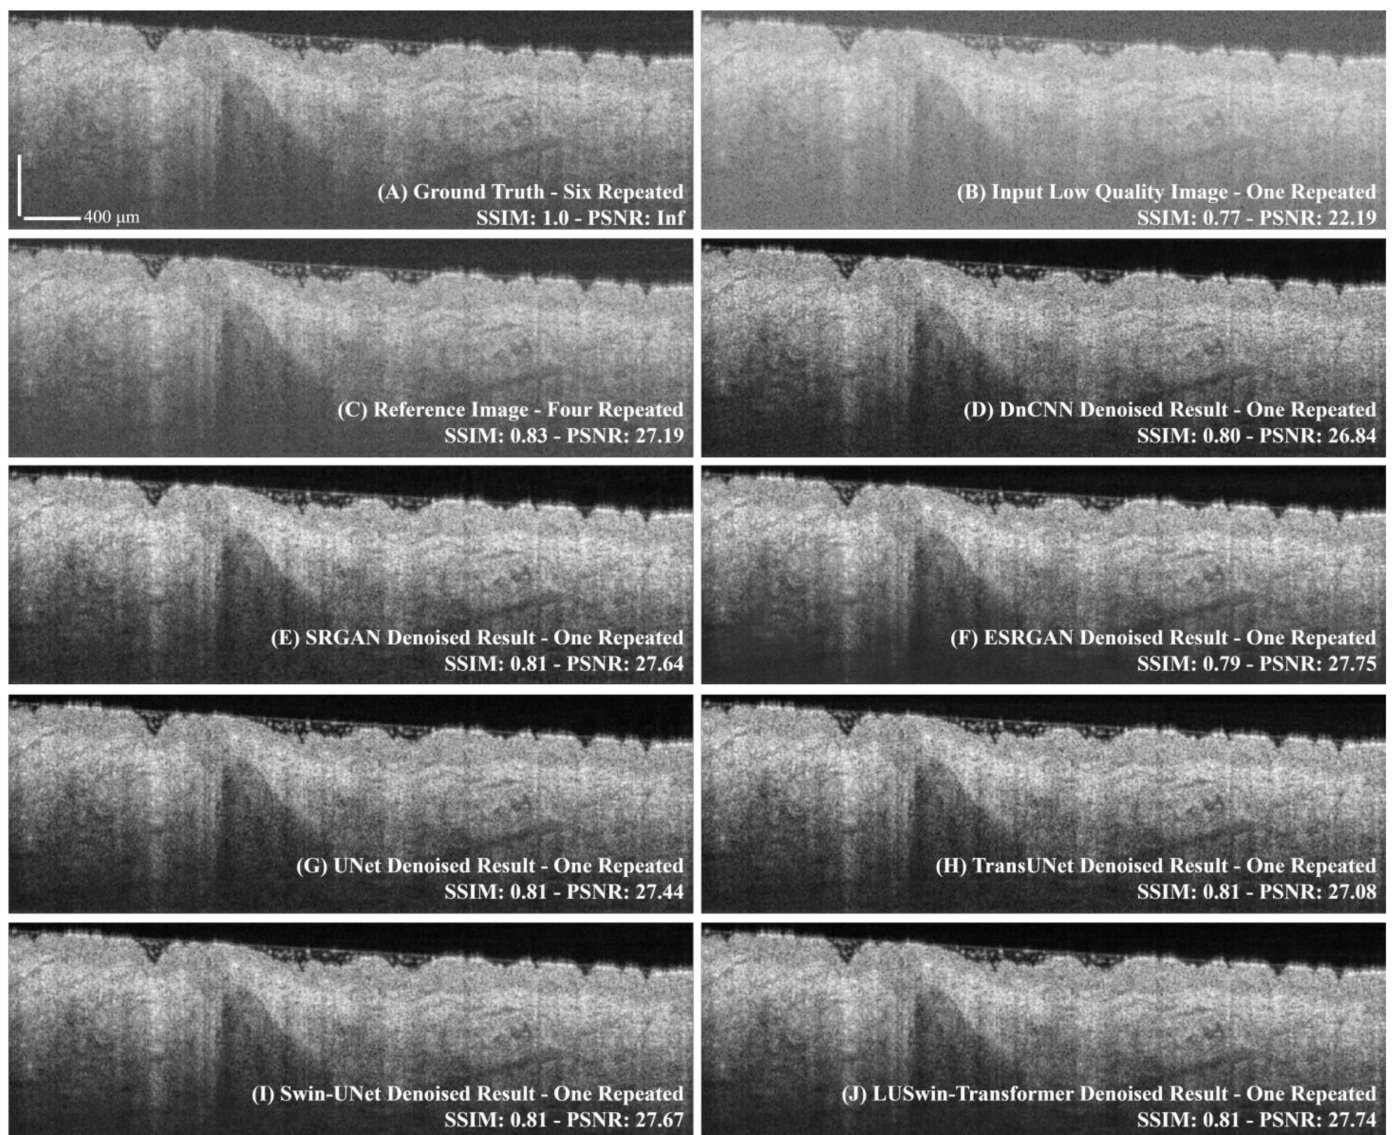 (A) Ground Truth - Six Repeated
SSIM: 1.0 - PSNR: Inf
400 μm
(B) Input Low Quality Image - One Repeated
SSIM: 0.77 - PSNR: 22.19
(C) Reference Image - Four Repeated
SSIM: 0.83 - PSNR: 27.19
(D) DnCNN Denoised Result - One Repeated
SSIM: 0.80 - PSNR: 26.84
(E) SRGAN Denoised Result - One Repeated
SSIM: 0.81 - PSNR: 27.64
(F) ESRGAN Denoised Result - One Repeated
SSIM: 0.79 - PSNR: 27.75
(G) UNet Denoised Result - One Repeated
SSIM: 0.81 - PSNR: 27.44
(H) TransUNet Denoised Result - One Repeated
SSIM: 0.81 - PSNR: 27.08
(I) Swin-UNet Denoised Result - One Repeated
SSIM: 0.81 - PSNR: 27.67
(J) LUSwin-Transformer Denoised Result - One Repeated
SSIM: 0.81 - PSNR: 27.74